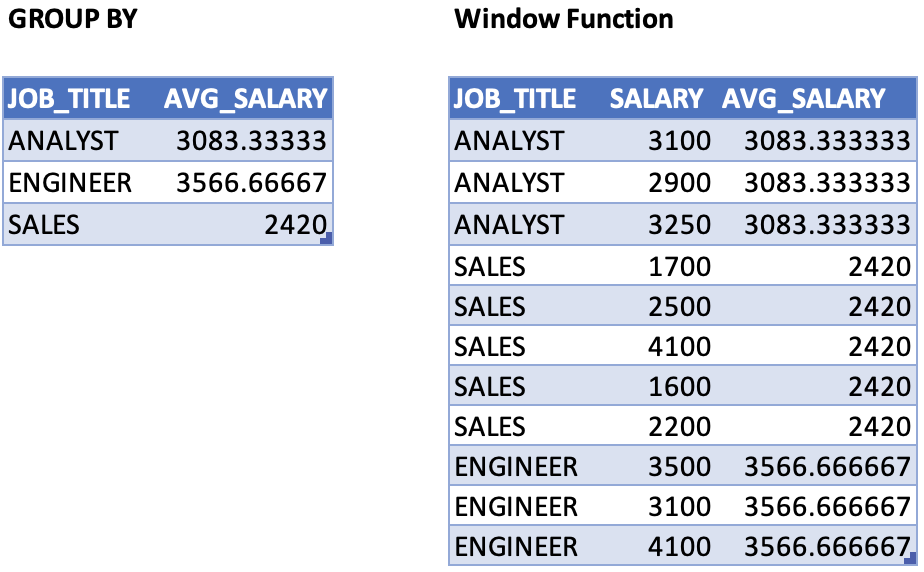 GROUP BY
JOB_TITLE AVG_SALARY
ANALYST 3083.33333
ENGINEER 3566.66667
SALES 2420
Window Function
JOB_TITLE SALARY AVG_SALARY
ANALYST 3100 3083.333333
ANALYST 2900 3083.333333
ANALYST 3250 3083.333333
SALES 1700 2420
SALES 2500 2420
SALES 4100 2420
SALES 1600 2420
SALES 2200 2420
ENGINEER 3500 3566.666667
ENGINEER 3100 3566.666667
ENGINEER 4100 3566.666667